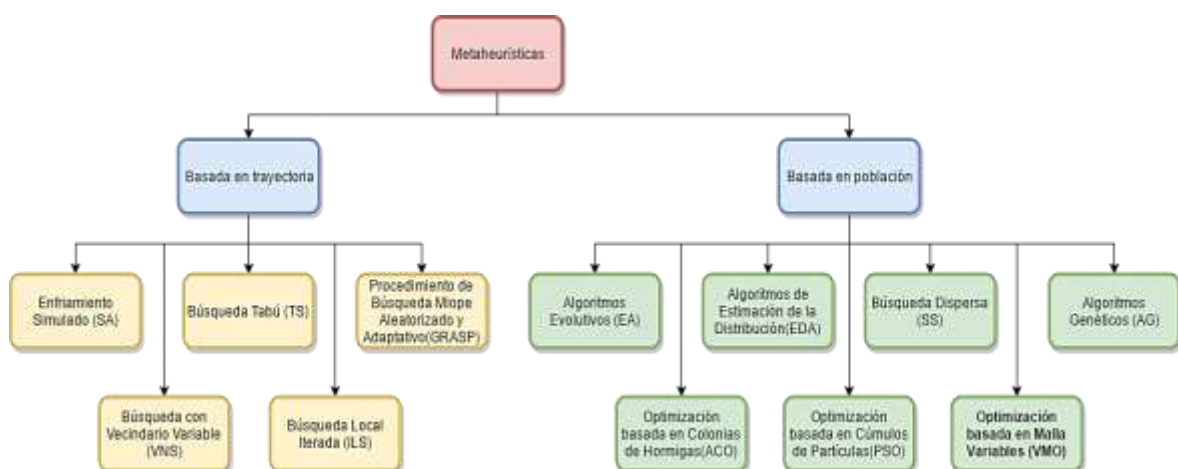 Metaheurísticas
Basada en trayectoria
Basada en población
Enfriamiento
Simulado (SA)
Búsqueda Tabú (TS)
Procedimiento de
Búsqueda Miope
Aleatorizado y
Adaptativo(GRASP)
Algoritmos
Evolutivos (EA)
Algoritmos de
Estimación de la
Distribución(EDA)
Búsqueda Dispersa
(SS)
Algoritmos
Genéticos (AG)
Búsqueda con
Vecindario Variable
(VNS)
Búsqueda Local
Iterada (ILS)
Optimización
basada en Colonias
de Hormigas(ACO)
Optimización
basada en Cúmulos
de Partículas(PSO)
Optimización
basada en Malla
Variables (VMO)